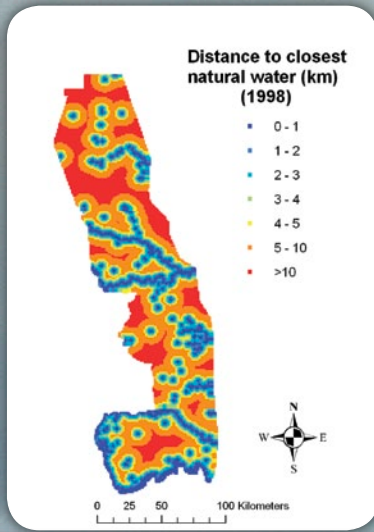 Distance to closest
natural water (km)
(1998)
0 - 1
1 - 2
2 - 3
3 - 4
4 - 5
5 - 10
>10
N
W E
S
0 25 50 100 Kilometers